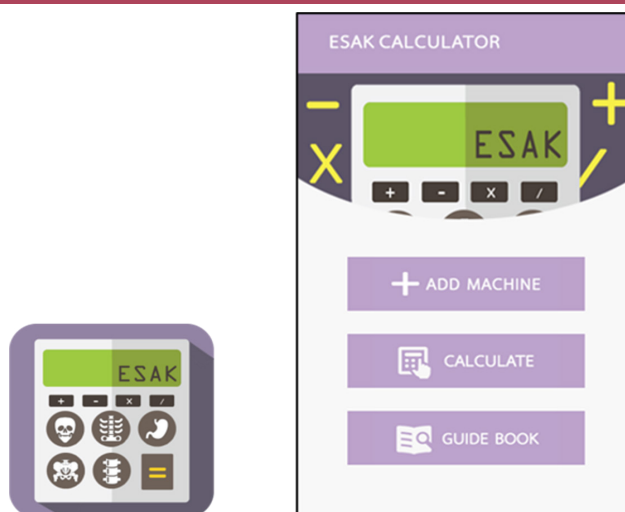 ESAK
+ - x /
=
ESAK CALCULATOR
- +
X /
ESAK
+ - x /
+ ADD MACHINE
CALCULATE
GUIDE BOOK